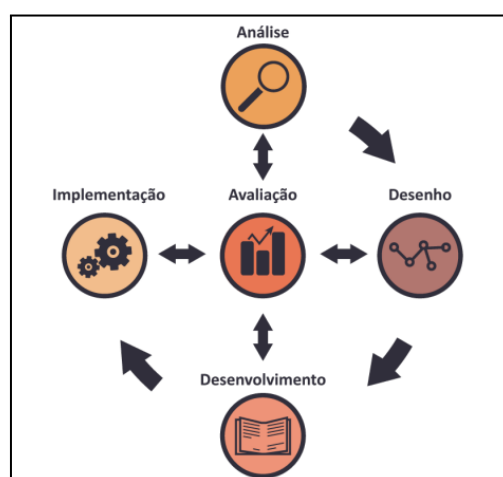 Análise
Implementação
Avaliação
Desenho
Desenvolvimento